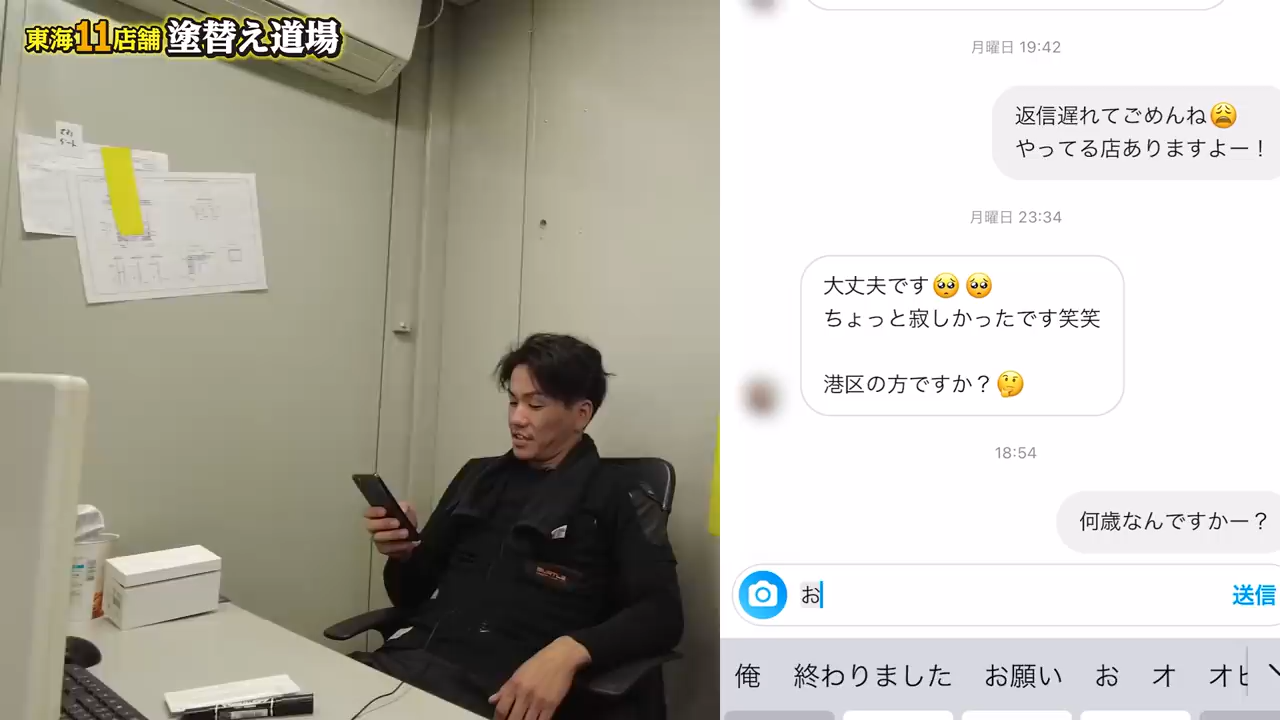 東海11店舗 塗替え道場
BURTLE
月曜日 19:42
返信遅れてごめんね😩
やってる店ありますよー！
月曜日 23:34
大丈夫です🥺🥺
ちょっと寂しかったです笑笑
港区の方ですか？🤔
18:54
何歳なんですかー？
お
送信
俺 終わりました お願い お オ オヒ